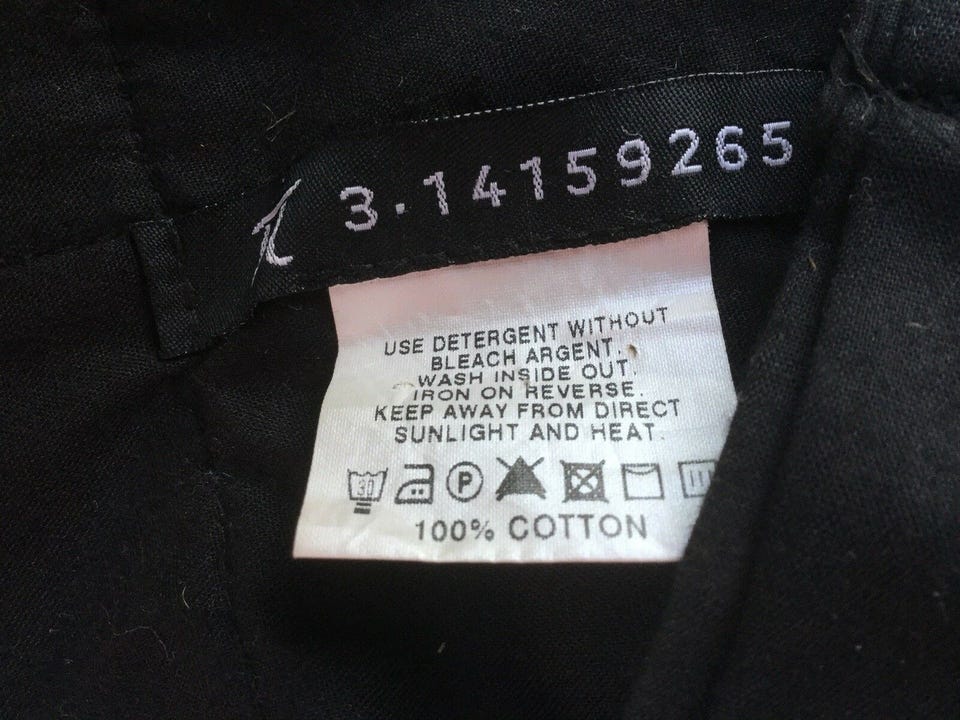 3.14159265
USE DETERGENT WITHOUT
BLEACH ARGENT.
WASH INSIDE OUT.
IRON ON REVERSE.
KEEP AWAY FROM DIRECT
SUNLIGHT AND HEAT.
30 P
100% COTTON